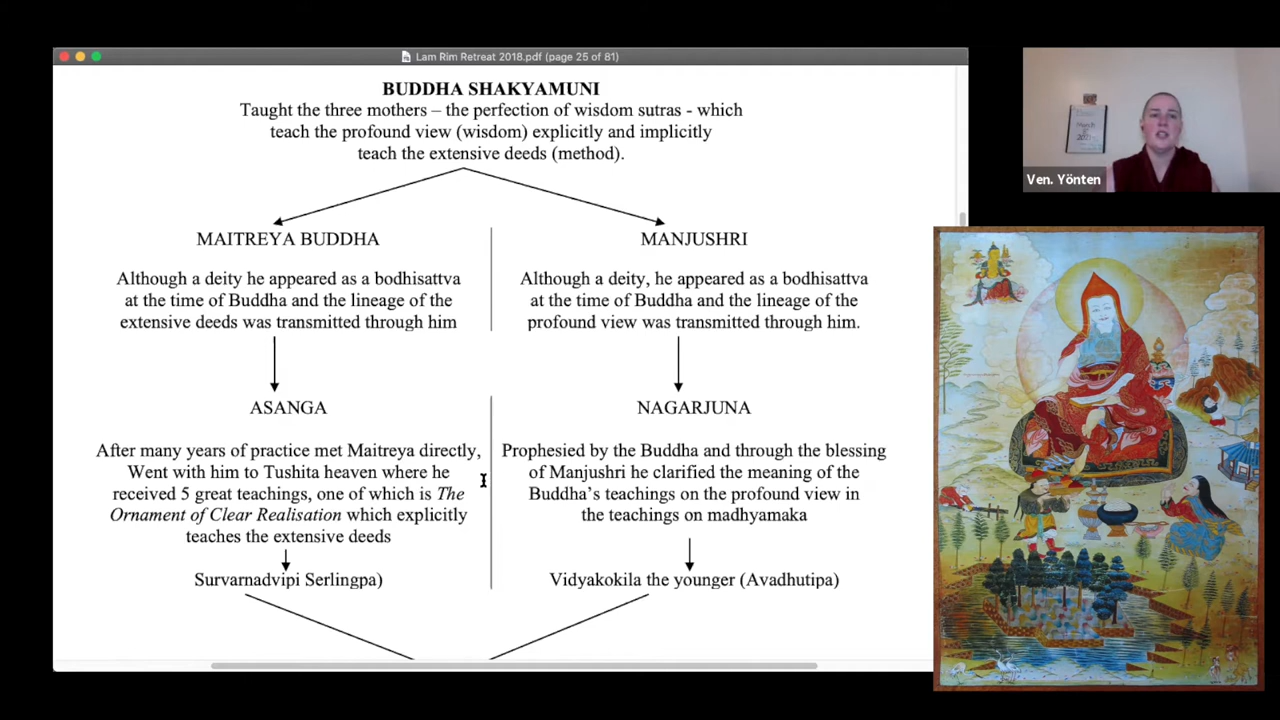 Lam Rim Retreat 2018.pdf (page 25 of 81)
BUDDHA SHAKYAMUNI
Taught the three mothers – the perfection of wisdom sutras - which
teach the profound view (wisdom) explicitly and implicitly
teach the extensive deeds (method).
MAITREYA BUDDHA
Although a deity he appeared as a bodhisattva
at the time of Buddha and the lineage of the
extensive deeds was transmitted through him
ASANGA
After many years of practice met Maitreya directly,
Went with him to Tushita heaven where he
received 5 great teachings, one of which is The
Ornament of Clear Realisation which explicitly
teaches the extensive deeds
Survarnadvipi Serlingpa)
MANJUSHRI
Although a deity, he appeared as a bodhisattva
at the time of Buddha and the lineage of the
profound view was transmitted through him.
NAGARJUNA
Prophesied by the Buddha and through the blessing
of Manjushri he clarified the meaning of the
Buddha’s teachings on the profound view in
the teachings on madhyamaka
Vidyakokila the younger (Avadhutipa)
Ven. Yönten